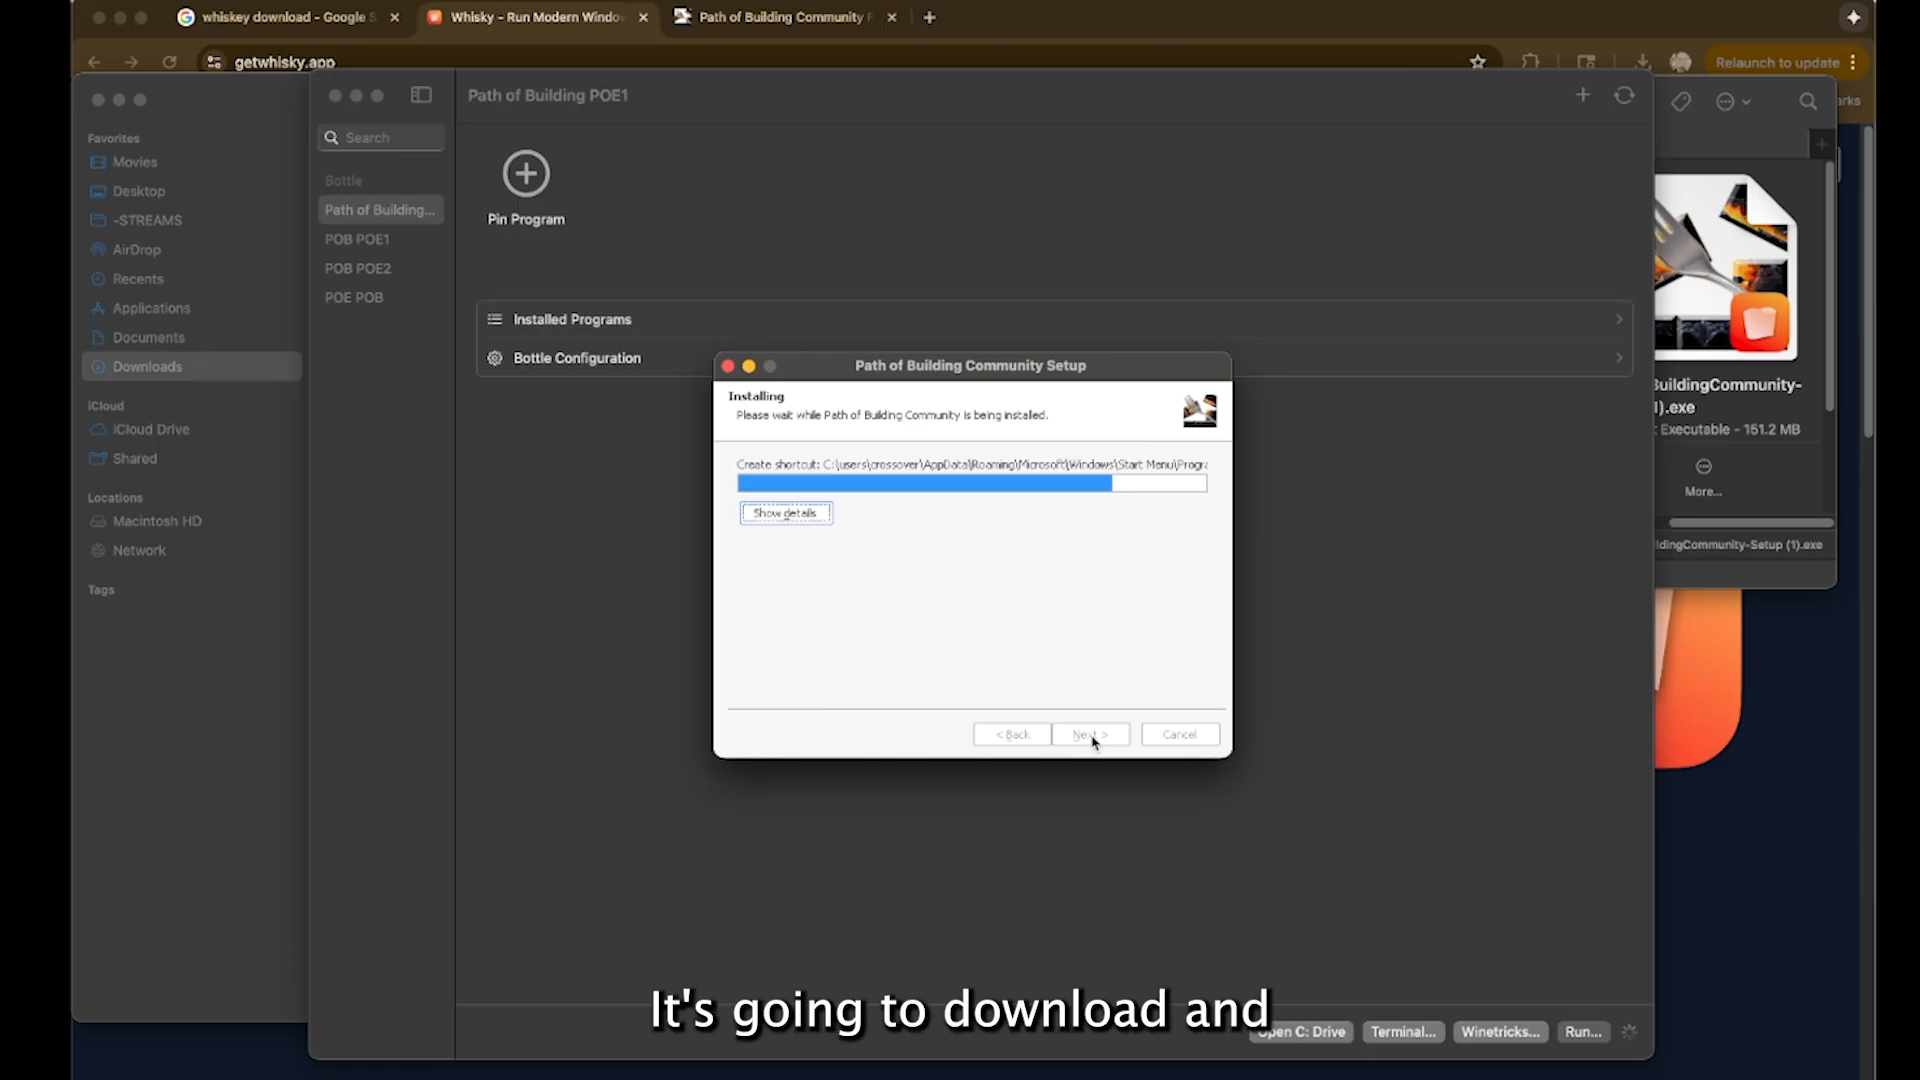 whiskey download - Google S
Whisky - Run Modern Windo
Path of Building Community F
getwhisky.app
Relaunch to update
Favorites
Movies
Desktop
-STREAMS
AirDrop
Recents
Applications
Documents
Downloads
iCloud
iCloud Drive
Shared
Locations
Macintosh HD
Network
Tags
Search
Bottle
Path of Building...
POB POE1
POB POE2
POE POB
Path of Building POE1
Pin Program
Installed Programs
Bottle Configuration
Path of Building Community Setup
Installing
Please wait while Path of Building Community is being installed.
Create shortcut: C:\users\crossover\AppData\Roaming\Microsoft\Windows\Start Menu\Progra
Show details
< Back
Next >
Cancel
arks
BuildingCommunity-
1).exe
Executable - 151.2 MB
More...
ldingCommunity-Setup (1).exe
Open C: Drive
Terminal...
Winetricks...
Run...
It's going to download and